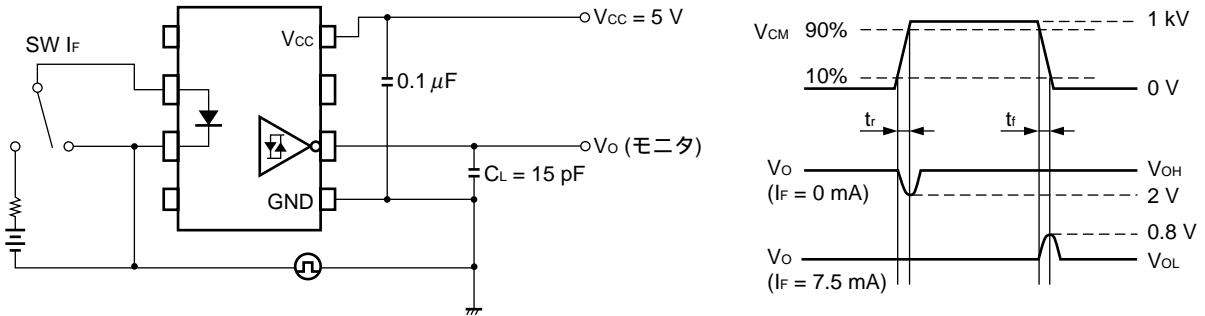 SW IF
VCC
GND
VCC = 5 V
0.1 μF
VO (モニタ)
CL = 15 pF
VCM 90%
10%
1 kV
0 V
tr
tf
VO
(IF = 0 mA)
VOH
2 V
0.8 V
VO
(IF = 7.5 mA)
VOL